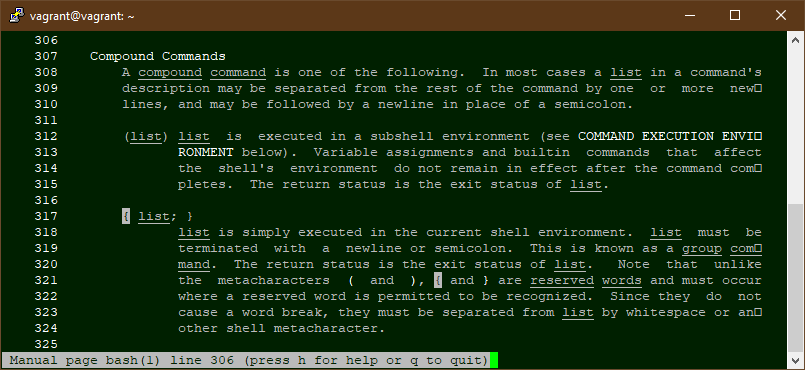 vagrant@vagrant: ~
306
307    Compound Commands
308        A compound command is one of the following.  In most cases a list in a command's
309        description may be separated from the rest of the command by one  or  more  new□
310        lines, and may be followed by a newline in place of a semicolon.
311
312        (list) list  is  executed in a subshell environment (see COMMAND EXECUTION ENVI□
313               RONMENT below).  Variable assignments and builtin  commands  that  affect
314               the  shell's  environment  do not remain in effect after the command com□
315               pletes.  The return status is the exit status of list.
316
317        { list; }
318               list is simply executed in the current shell environment.  list  must  be
319               terminated  with  a  newline or semicolon.  This is known as a group com□
320               mand.  The return status is the exit status of list.   Note  that  unlike
321               the  metacharacters  (  and  ), { and } are reserved words and must occur
322               where a reserved word is permitted to be recognized.  Since they  do  not
323               cause a word break, they must be separated from list by whitespace or an□
324               other shell metacharacter.
325
Manual page bash(1) line 306 (press h for help or q to quit)